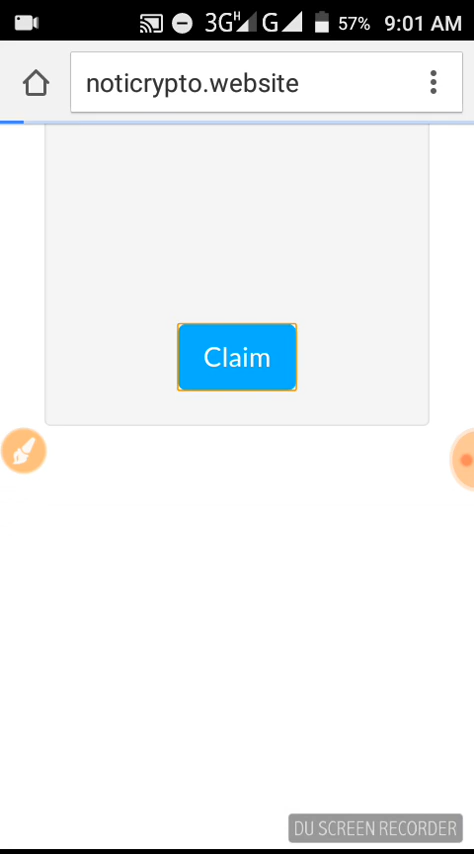 3G H G 57% 9:01 AM
noticrypto.website
Claim
DU SCREEN RECORDER